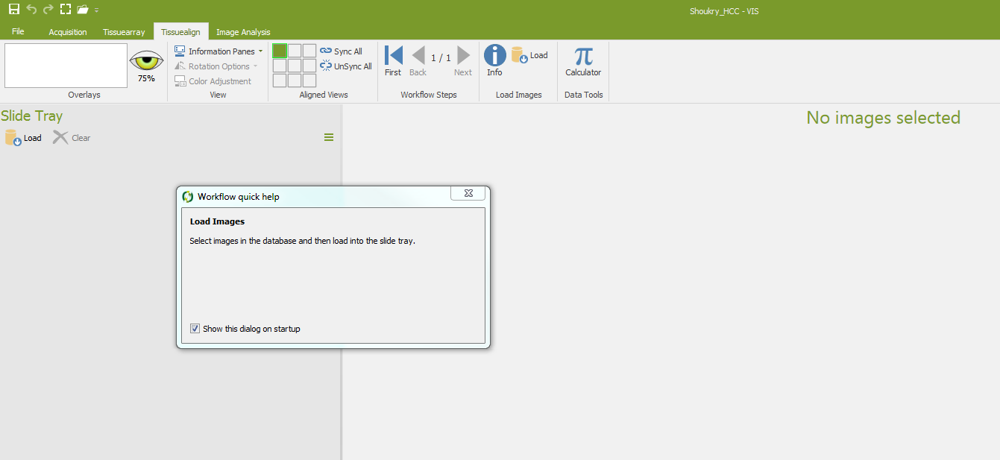 Shoukry_HCC - VIS
File Acquisition Tissuearray Tissuealign Image Analysis
75%
Overlays
Information Panes
Rotation Options
Color Adjustment
View
Sync All
UnSync All
Aligned Views
First Back 1 / 1 Next
Workflow Steps
Info Load
Load Images
π
Calculator
Data Tools
Slide Tray
Load Clear
No images selected
Workflow quick help
Load Images
Select images in the database and then load into the slide tray.
Show this dialog on startup